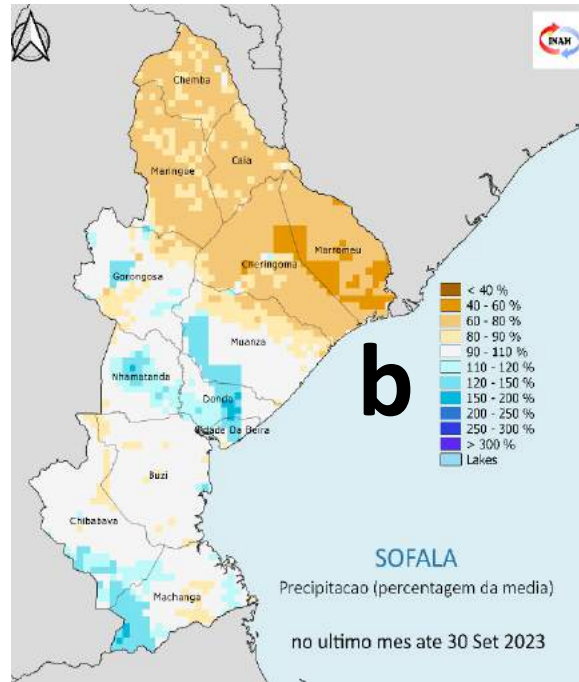 INAM
Chemba
Caia
Maringue
Cheringoma
Marromeu
Gorongosa
Muanza
Nhamatanda
Dondo
Cidade Da Beira
Buzi
Chibabava
Machanga
b
< 40 %
40 - 60 %
60 - 80 %
80 - 90 %
90 - 110 %
110 - 120 %
120 - 150 %
150 - 200 %
200 - 250 %
250 - 300 %
> 300 %
Lakes
SOFALA
Precipitacao (percentagem da media)
no ultimo mes ate 30 Set 2023